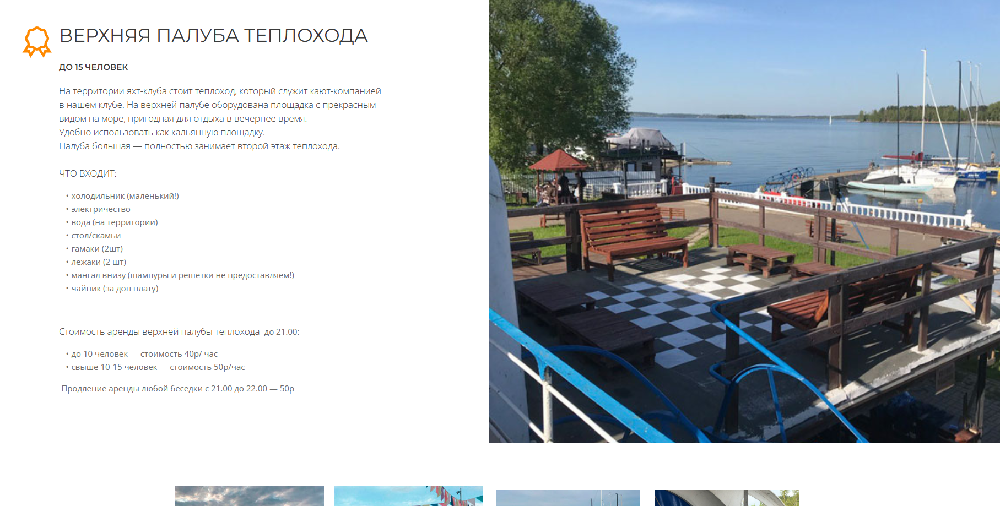 ВЕРХНЯЯ ПАЛУБА ТЕПЛОХОДА
ДО 15 ЧЕЛОВЕК
На территории яхт-клуба стоит теплоход, который служит кают-компанией
в нашем клубе. На верхней палубе оборудована площадка с прекрасным
видом на море, пригодная для отдыха в вечернее время.
Удобно использовать как кальянную площадку.
Палуба большая — полностью занимает второй этаж теплохода.
ЧТО ВХОДИТ:
• холодильник (маленький!)
• электричество
• вода (на территории)
• стол/скамьи
• гамаки (2шт)
• лежаки (2 шт)
• мангал внизу (шампуры и решетки не предоставляем!)
• чайник (за доп плату)
Стоимость аренды верхней палубы теплохода  до 21.00:
• до 10 человек — стоимость 40р/ час
• свыше 10-15 человек — стоимость 50р/час
Продление аренды любой беседки с 21.00 до 22.00 — 50р